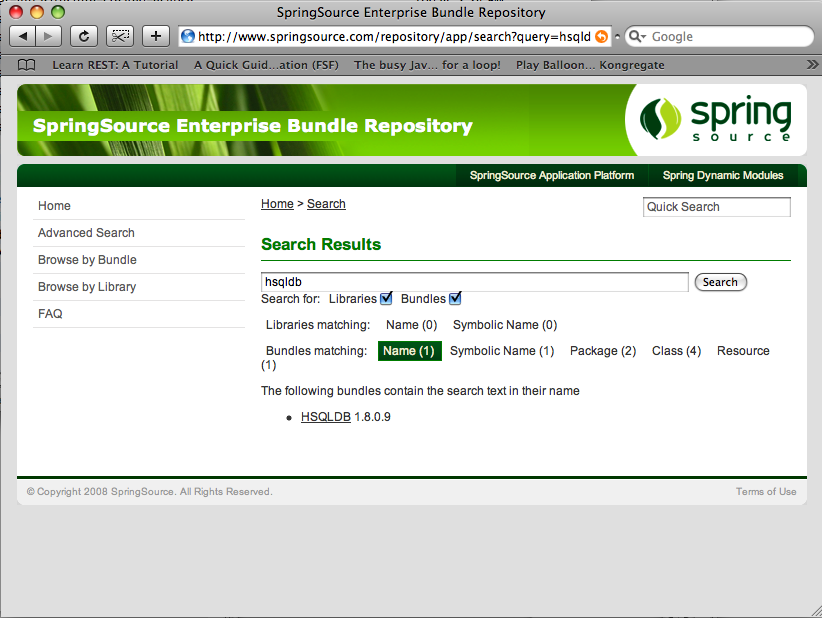 SpringSource Enterprise Bundle Repository
http://www.springsource.com/repository/app/search?query=hsqld
Google
Learn REST: A Tutorial A Quick Guid...ation (FSF) The busy Jav... for a loop! Play Balloon... Kongregate
SpringSource Enterprise Bundle Repository
spring
source
SpringSource Application Platform Spring Dynamic Modules
Home
Advanced Search
Browse by Bundle
Browse by Library
FAQ
Home > Search
Quick Search
Search Results
hsqldb Search
Search for: Libraries Bundles
Libraries matching: Name (0) Symbolic Name (0)
Bundles matching: Name (1) Symbolic Name (1) Package (2) Class (4) Resource
(1)
The following bundles contain the search text in their name
• HSQLDB 1.8.0.9
© Copyright 2008 SpringSource. All Rights Reserved. Terms of Use